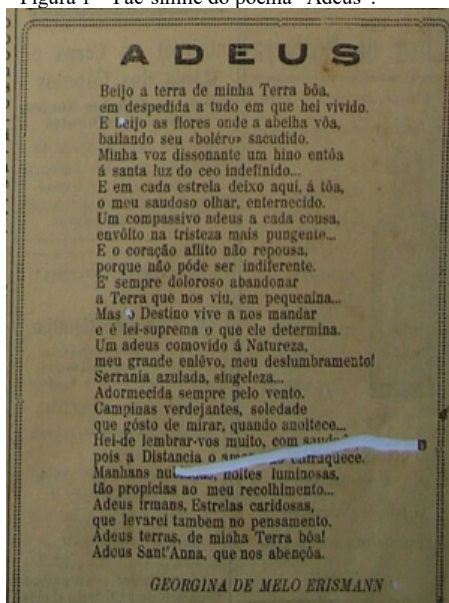 Figura 1 – Fac-símile do poema "Adeus".
ADEUS
Beijo a terra de minha Terra bôa,
em despedida a tudo em que hei vivido.
E beijo as flores onde a abelha vôa,
bailando seu «boléro» sacudido.
Minha voz dissonante um hino entôa
á santa luz do ceo indefinido...
E em cada estrela deixo aqui, á tôa,
o meu saudoso olhar, enternecido.
Um compassivo adeus a cada cousa,
envôlto na tristeza mais pungente...
E o coração aflito não repousa,
porque não póde ser indiferente.
E' sempre doloroso abandonar
a Terra que nos viu, em pequenina...
Mas o Destino vive a nos mandar
e é lei-suprema o que ele determina.
Um adeus comovido á Natureza,
meu grande enlêvo, meu deslumbramento!
Serrania azulada, singeleza...
Adormecida sempre pelo vento.
Campinas verdejantes, soledade
que gósto de mirar, quando anoitece...
Hei-de lembrar-vos muito, com
pois a Distancia o
Manhans noites luminosas,
tão propicias ao meu recolhimento...
Adeus irmans, Estrelas caridosas,
que levarei tambem no pensamento.
Adeus terras, de minha Terra bôa!
Adeus Sant'Anna, que nos abençôa.
GEORGINA DE MELO ERISMANN